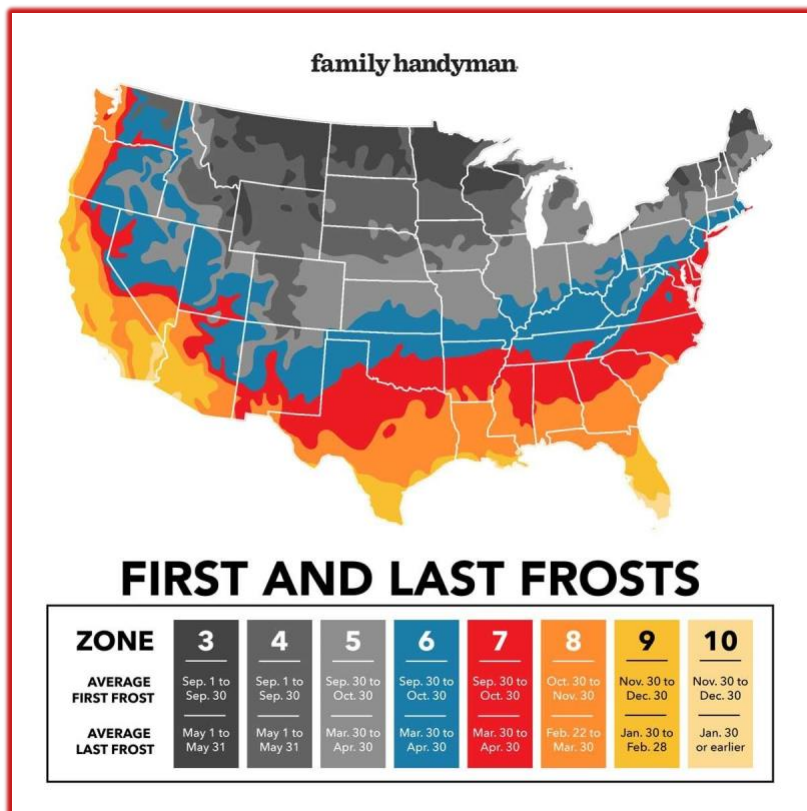 family handyman
FIRST AND LAST FROSTS
ZONE 3 4 5 6 7 8 9 10
AVERAGE FIRST FROST Sep. 1 to Sep. 30 Sep. 1 to Sep. 30 Sep. 30 to Oct. 30 Sep. 30 to Oct. 30 Sep. 30 to Oct. 30 Oct. 30 to Nov. 30 Nov. 30 to Dec. 30 Nov. 30 to Dec. 30
AVERAGE LAST FROST May 1 to May 31 May 1 to May 31 Mar. 30 to Apr. 30 Mar. 30 to Apr. 30 Mar. 30 to Apr. 30 Feb. 22 to Mar. 30 Jan. 30 to Feb. 28 Jan. 30 or earlier